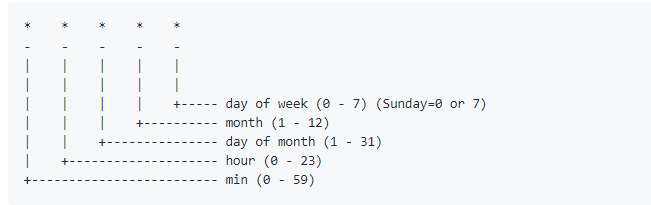 *    *    *    *    *
-    -    -    -    -
|    |    |    |    |
|    |    |    |    |
|    |    |    |    +----- day of week (0 - 7) (Sunday=0 or 7)
|    |    |    +---------- month (1 - 12)
|    |    +--------------- day of month (1 - 31)
|    +-------------------- hour (0 - 23)
+------------------------- min (0 - 59)